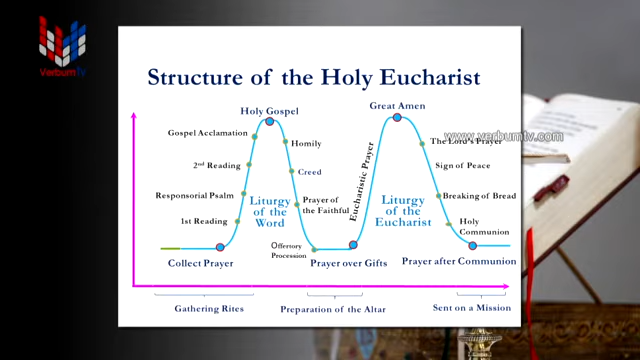 VerbumTv
Structure of the Holy Eucharist
Holy Gospel
Great Amen
Gospel Acclamation
www.verbumtv.com
Homily
The Lord's Prayer
2nd Reading
Creed
Eucharistic Prayer
Sign of Peace
Responsorial Psalm
Liturgy
of the
Word
Prayer of
the Faithful
Liturgy
of the
Eucharist
Breaking of Bread
1st Reading
Holy
Communion
Offertory
Procession
Collect Prayer
Prayer over Gifts
Prayer after Communion
Gathering Rites
Preparation of the Altar
Sent on a Mission